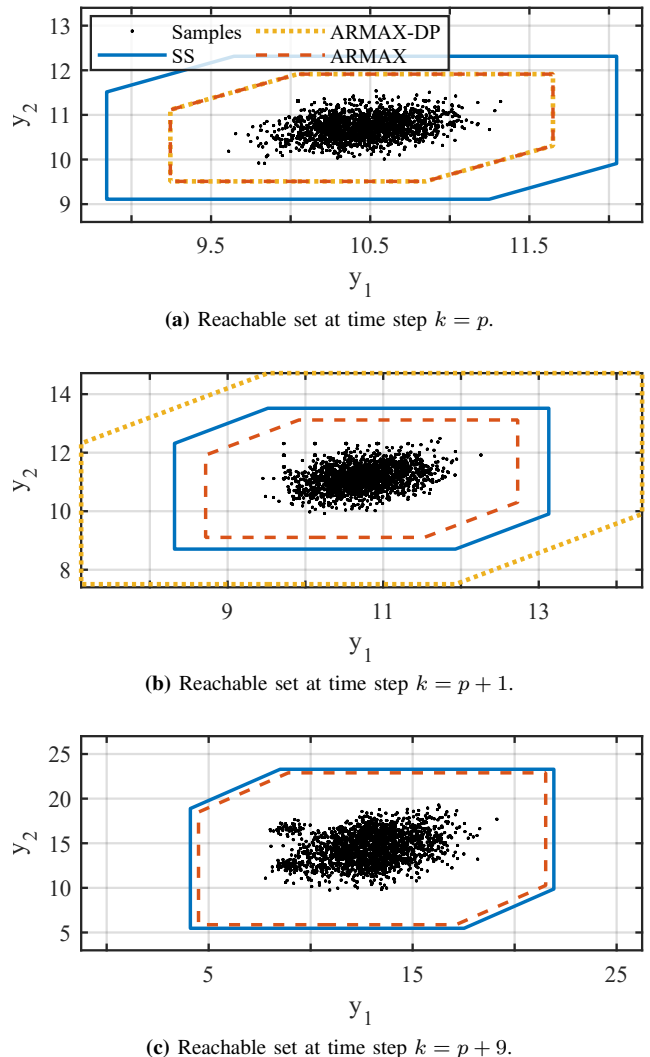 Samples ARMAX-DP
SS ARMAX
13
12
11
10
9
y2
9.5 10.5 11.5
y1
(a) Reachable set at time step k = p.
14
12
10
8
y2
9 11 13
y1
(b) Reachable set at time step k = p + 1.
25
20
15
10
5
y2
5 15 25
y1
(c) Reachable set at time step k = p + 9.